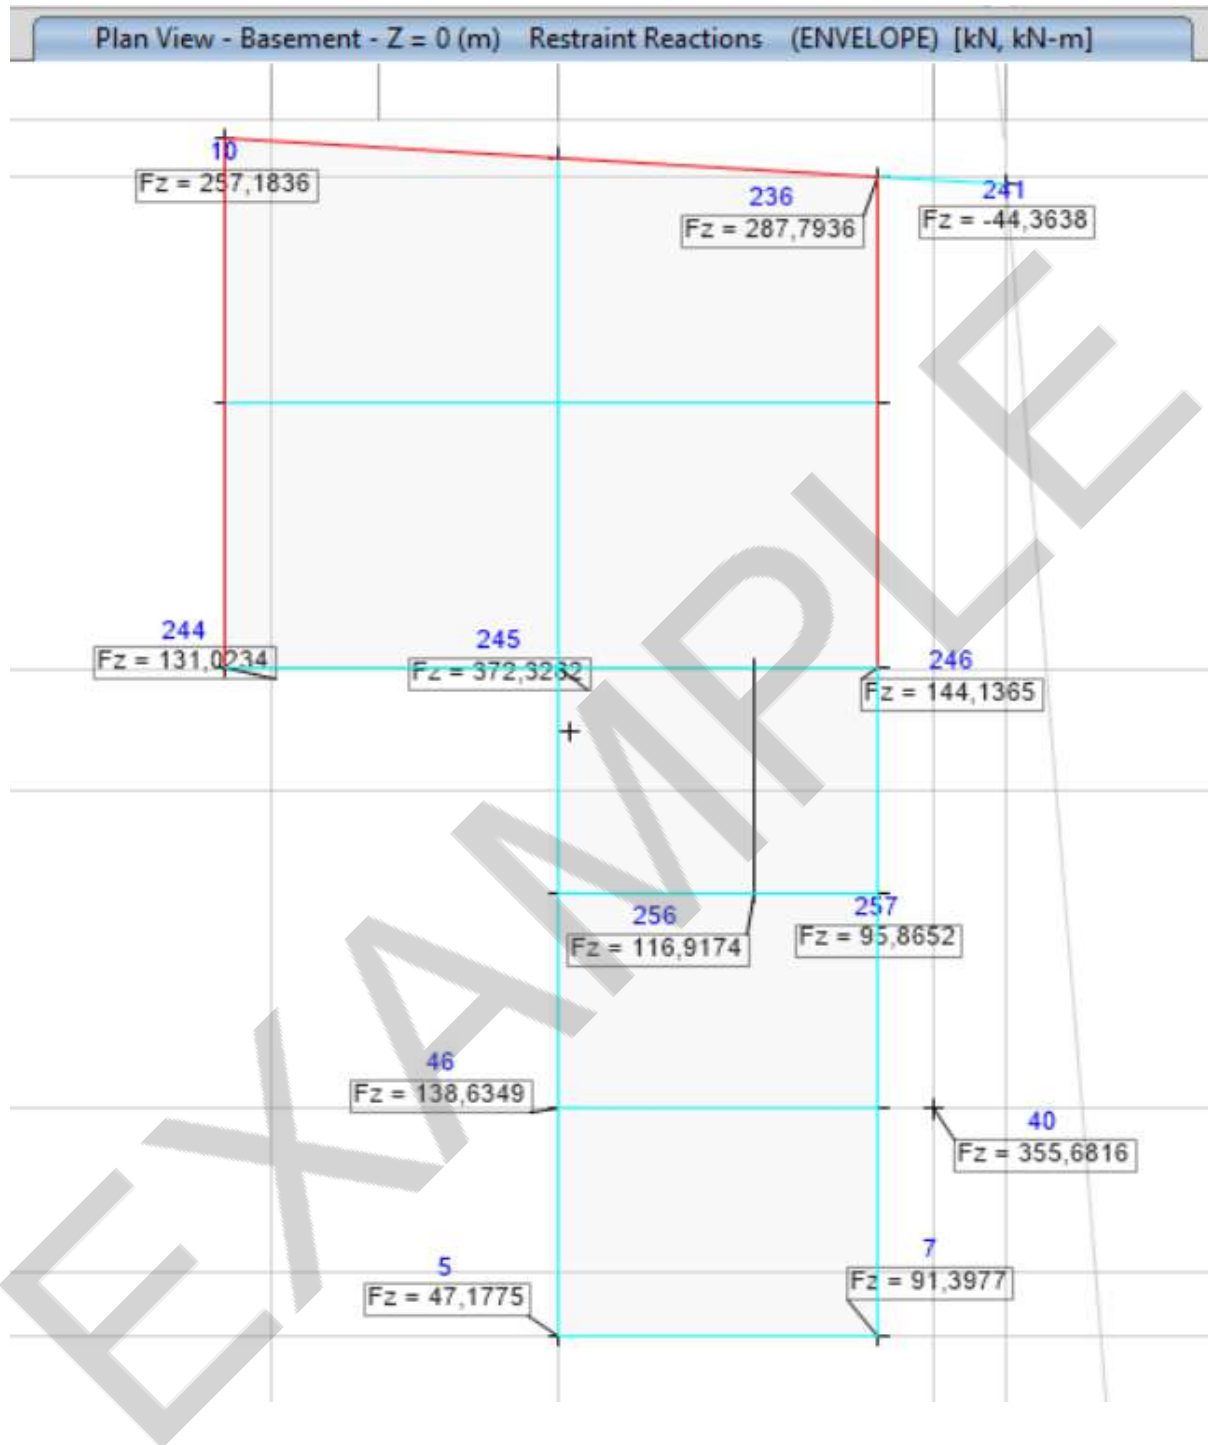 Plan View - Basement - Z = 0 (m) Restraint Reactions (ENVELOPE) [kN, kN-m]
10
Fz = 257,1836
236
Fz = 287,7936
241
Fz = -44,3638
244
Fz = 131,0234
245
Fz = 372,3262
246
Fz = 144,1365
256
Fz = 116,9174
257
Fz = 95,8652
46
Fz = 138,6349
40
Fz = 355,6816
5
Fz = 47,1775
7
Fz = 91,3977
EXAMPLE